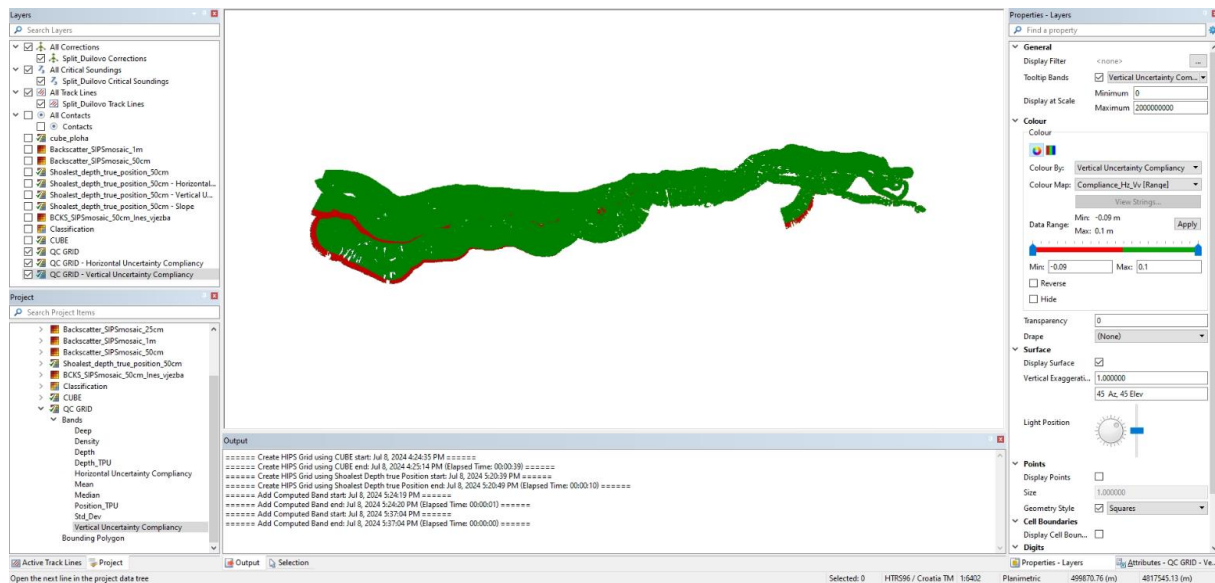 Layers
Search Layers
All Corrections
Split_Duilovo Corrections
All Critical Soundings
Split_Duilovo Critical Soundings
All Track Lines
Split_Duilovo Track Lines
All Contacts
Contacts
cube_ploha
Backscatter_SIPSmosaic_1m
Backscatter_SIPSmosaic_50cm
Shoalest_depth_true_position_50cm
Shoalest_depth_true_position_50cm - Horizontal...
Shoalest_depth_true_position_50cm - Vertical U...
Shoalest_depth_true_position_50cm - Slope
BCKS_SIPSmosaic_50cm_Ines_vjezba
Classification
CUBE
QC GRID
QC GRID - Horizontal Uncertainty Compliancy
QC GRID - Vertical Uncertainty Compliancy
Project
Search Project Items
Backscatter_SIPSmosaic_25cm
Backscatter_SIPSmosaic_1m
Backscatter_SIPSmosaic_50cm
Shoalest_depth_true_position_50cm
BCKS_SIPSmosaic_50cm_Ines_vjezba
Classification
CUBE
QC GRID
Bands
Deep
Density
Depth
Depth_TPU
Horizontal Uncertainty Compliancy
Mean
Median
Position_TPU
Std_Dev
Vertical Uncertainty Compliancy
Bounding Polygon
Active Track Lines Project
Open the next line in the project data tree
Output
====== Create HIPS Grid using CUBE start: Jul 8, 2024 4:24:35 PM ======
====== Create HIPS Grid using CUBE end: Jul 8, 2024 4:25:14 PM (Elapsed Time: 00:00:39) ======
====== Create HIPS Grid using Shoalest Depth true Position start: Jul 8, 2024 5:20:39 PM ======
====== Create HIPS Grid using Shoalest Depth true Position end: Jul 8, 2024 5:20:49 PM (Elapsed Time: 00:00:10) ======
====== Add Computed Band start: Jul 8, 2024 5:24:19 PM ======
====== Add Computed Band end: Jul 8, 2024 5:24:20 PM (Elapsed Time: 00:00:01) ======
====== Add Computed Band start: Jul 8, 2024 5:37:04 PM ======
====== Add Computed Band end: Jul 8, 2024 5:37:04 PM (Elapsed Time: 00:00:00) ======
Output Selection
Properties - Layers
Find a property
General
Display Filter <none> ...
Tooltip Bands Vertical Uncertainty Com...
Display at Scale
Minimum 0
Maximum 2000000000
Colour
Colour
Colour By: Vertical Uncertainty Compliancy
Colour Map: Compliance_Hz_Vv [Range]
View Strings...
Data Range: Min: -0.09 m
Max: 0.1 m
Apply
Min: -0.09 Max: 0.1
Reverse
Hide
Transparency 0
Drape (None)
Surface
Display Surface
Vertical Exaggerati... 1.000000
45 Az, 45 Elev
Light Position
Points
Display Points
Size 1.000000
Geometry Style Squares
Cell Boundaries
Display Cell Boun...
Digits
Properties - Layers Attributes - QC GRID - Ve...
Selected: 0 HTRS96 / Croatia TM 1:6402 Planimetric 499870.76 (m) 4817545.13 (m)